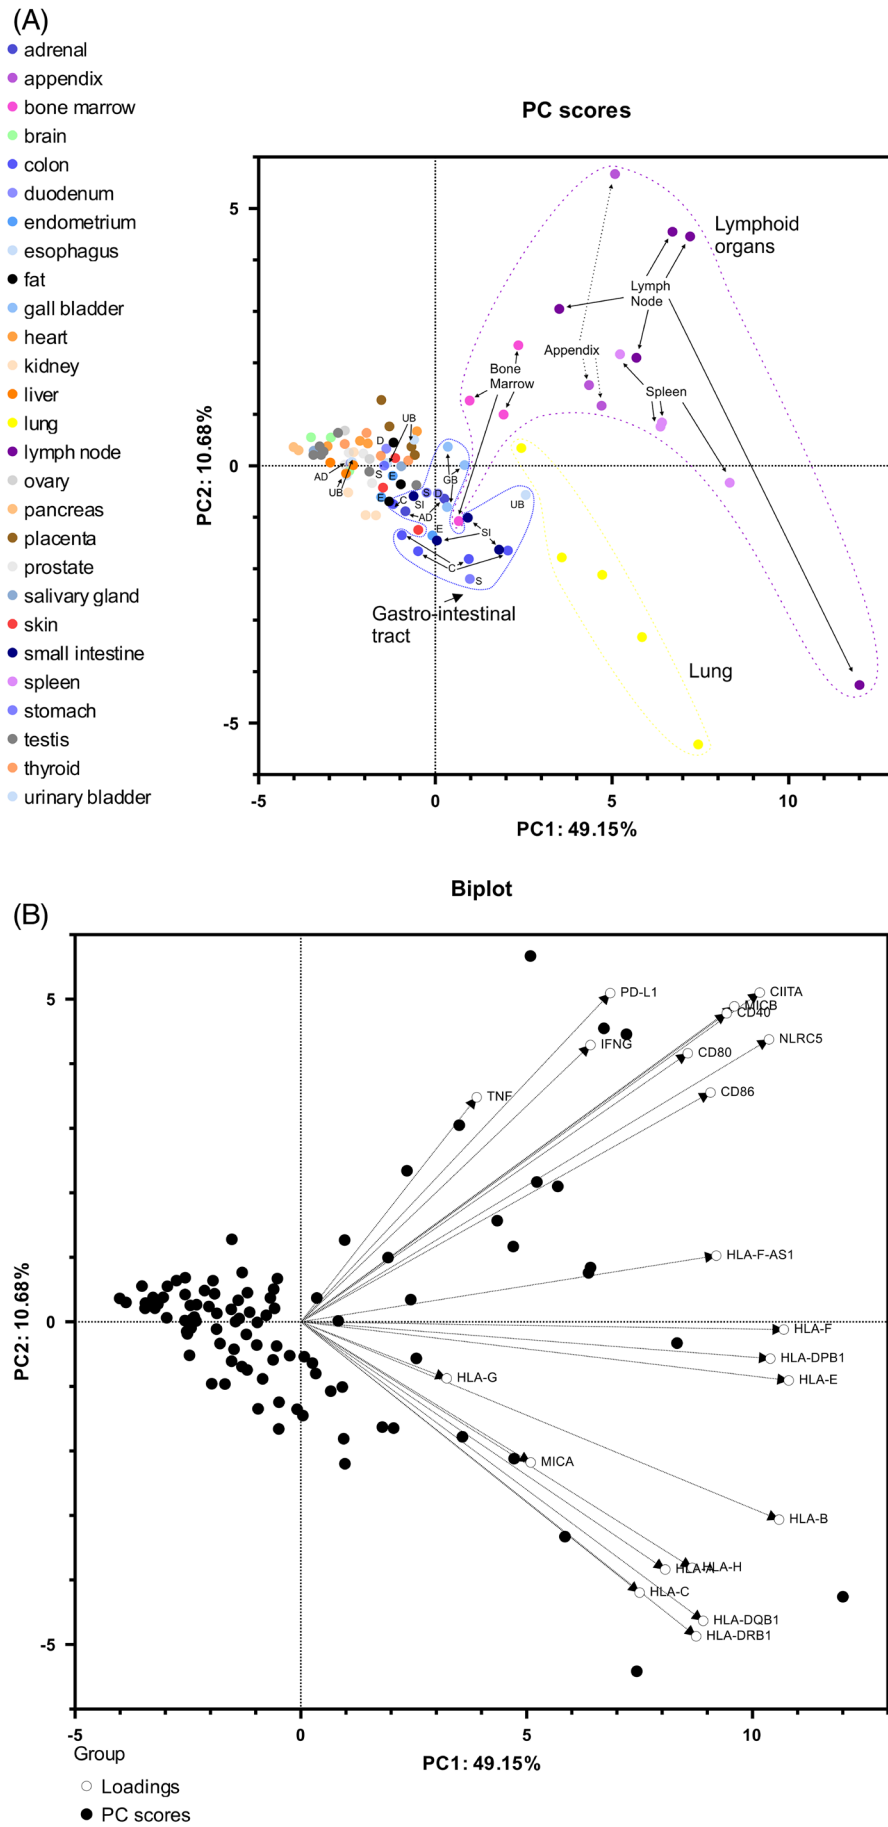 (A)
adrenal
appendix
bone marrow
brain
colon
duodenum
endometrium
esophagus
fat
gall bladder
heart
kidney
liver
lung
lymph node
ovary
pancreas
placenta
prostate
salivary gland
skin
small intestine
spleen
stomach
testis
thyroid
urinary bladder
PC scores
PC2: 10.68%
5
0
-5
Lymphoid
organs
Lymph
Node
Appendix
Bone
Marrow
Spleen
UB
D
S
E
AD
UB
GB
UB
E
C
SI
S
D
AD
E
SI
C
S
Gastro-intestinal
tract
Lung
-5
0
5
10
PC1: 49.15%
Biplot
(B)
PC2: 10.68%
5
0
-5
PD-L1
CIITA
MICB
CD40
IFNG
NLRC5
CD80
CD86
TNF
HLA-F-AS1
HLA-F
HLA-DPB1
HLA-E
HLA-G
MICA
HLA-B
HLA-A
HLA-H
HLA-C
HLA-DQB1
HLA-DRB1
-5
0
5
10
PC1: 49.15%
Group
Loadings
PC scores